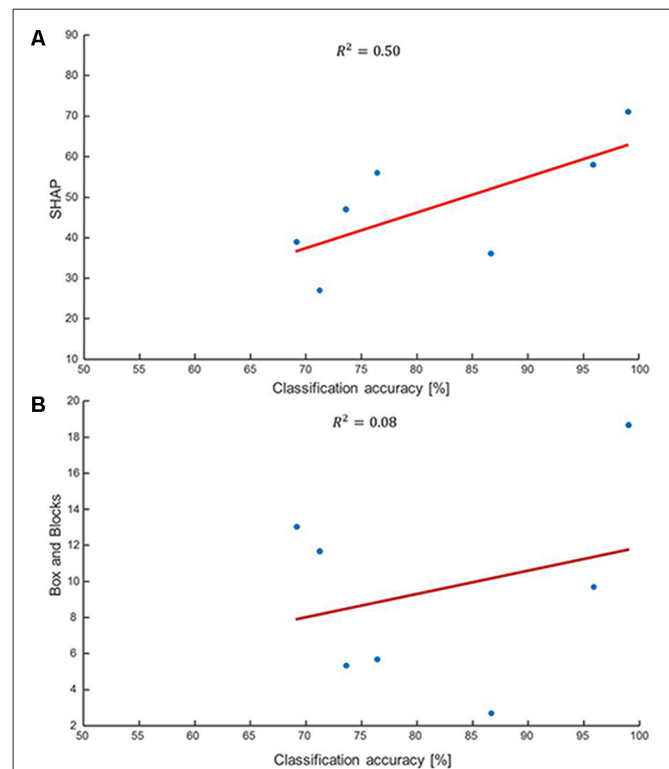 A
R² = 0.50
90
80
70
60
50
40
30
20
10
SHAP
50 55 60 65 70 75 80 85 90 95 100
Classification accuracy [%]
B
R² = 0.08
20
18
16
14
12
10
8
6
4
2
Box and Blocks
50 55 60 65 70 75 80 85 90 95 100
Classification accuracy [%]